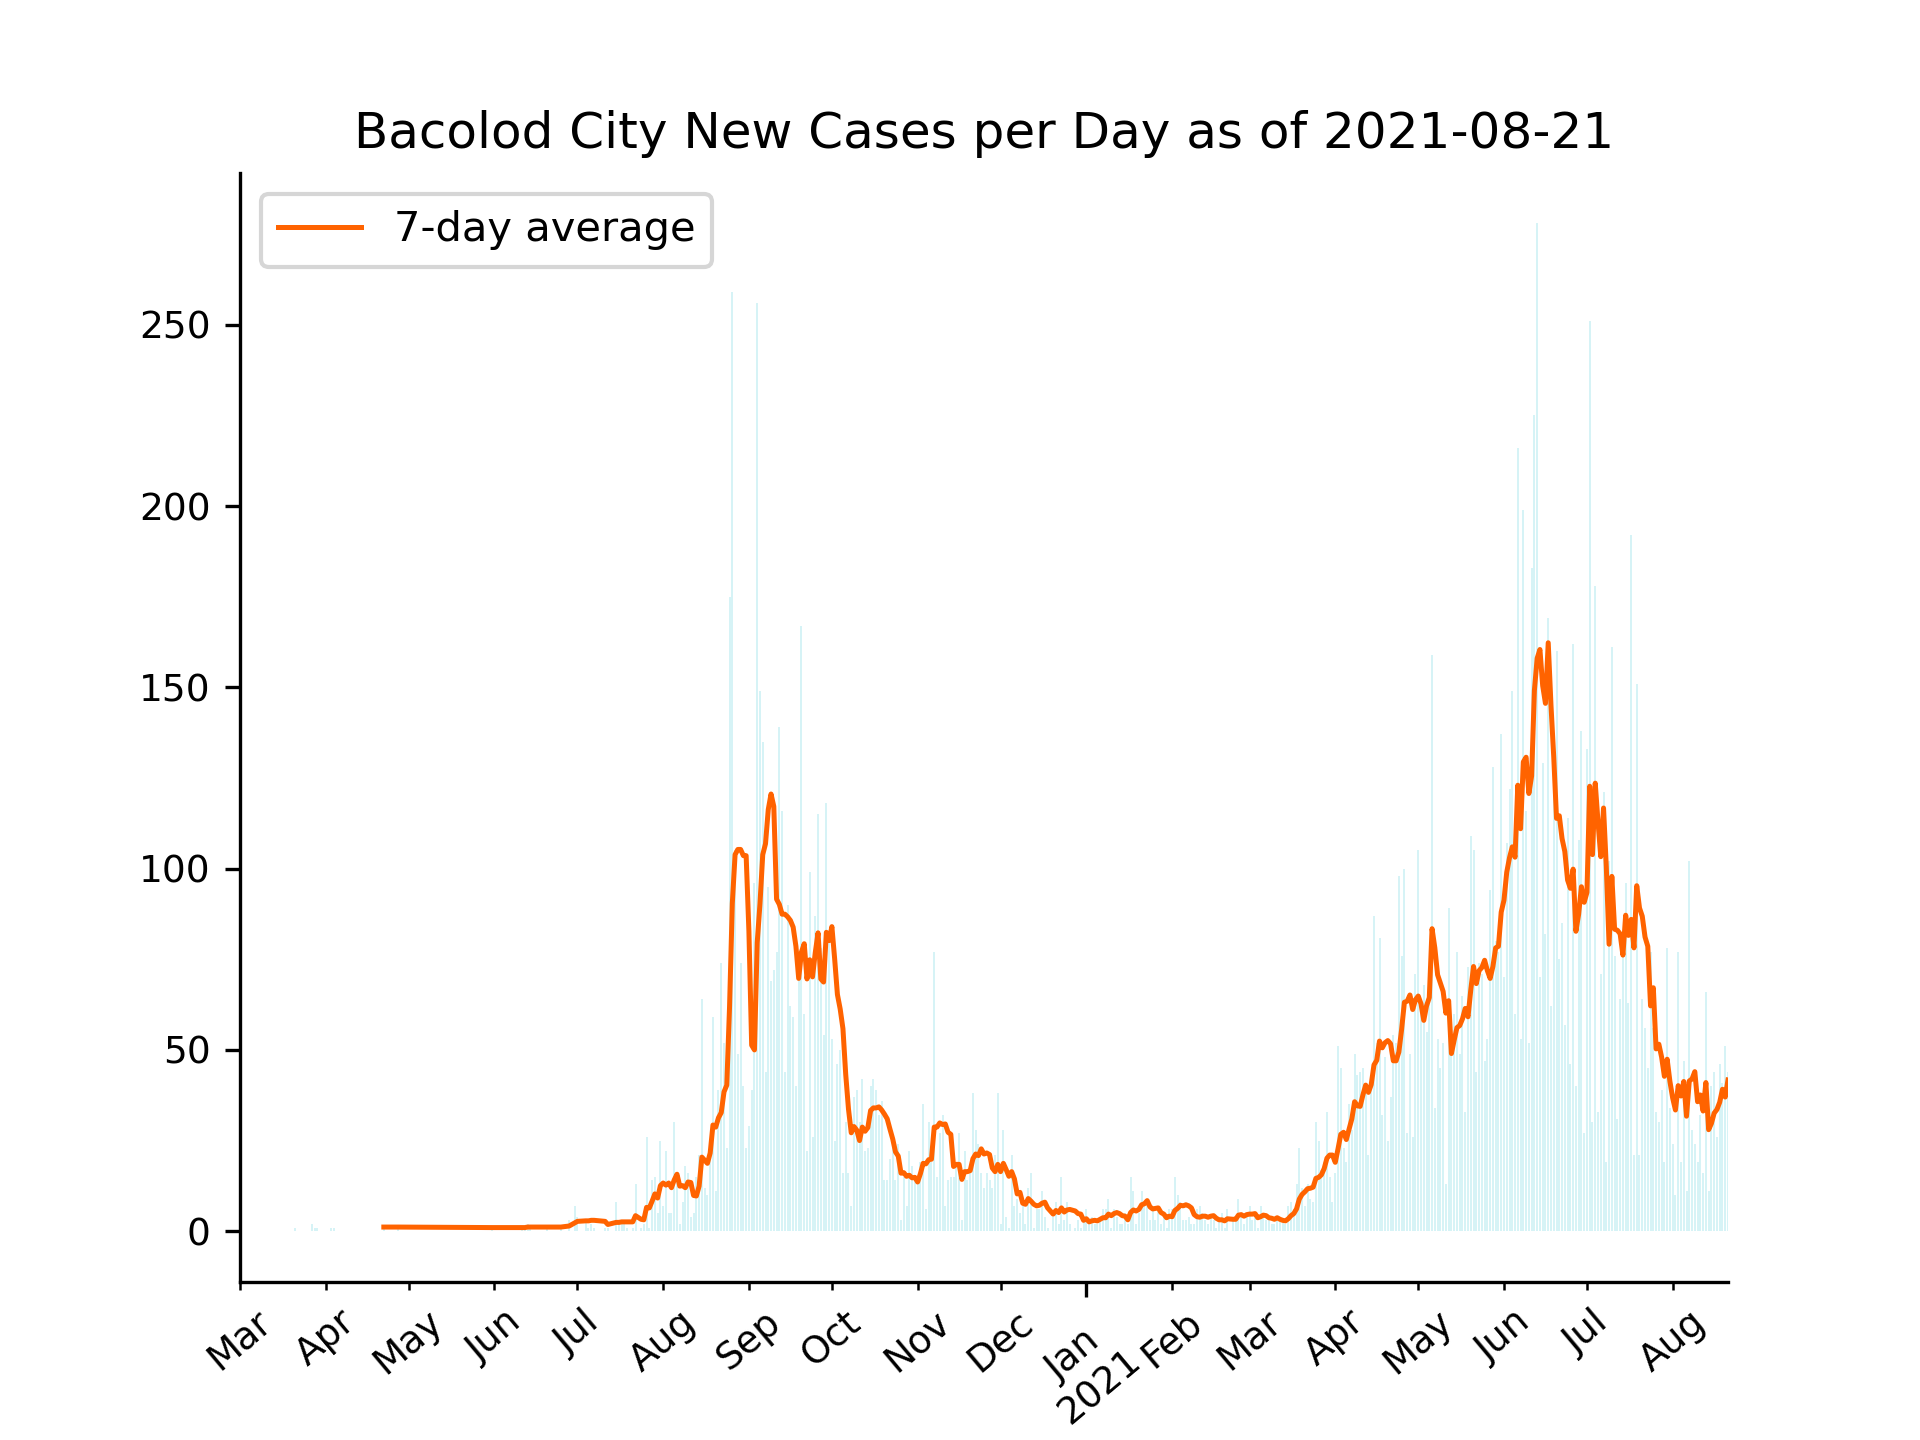 Bacolod City New Cases per Day as of 2021-08-21
7-day average
250
200
150
100
50
0
Mar Apr May Jun Jul Aug Sep Oct Nov Dec Jan Feb Mar Apr May Jun Jul Aug
2021